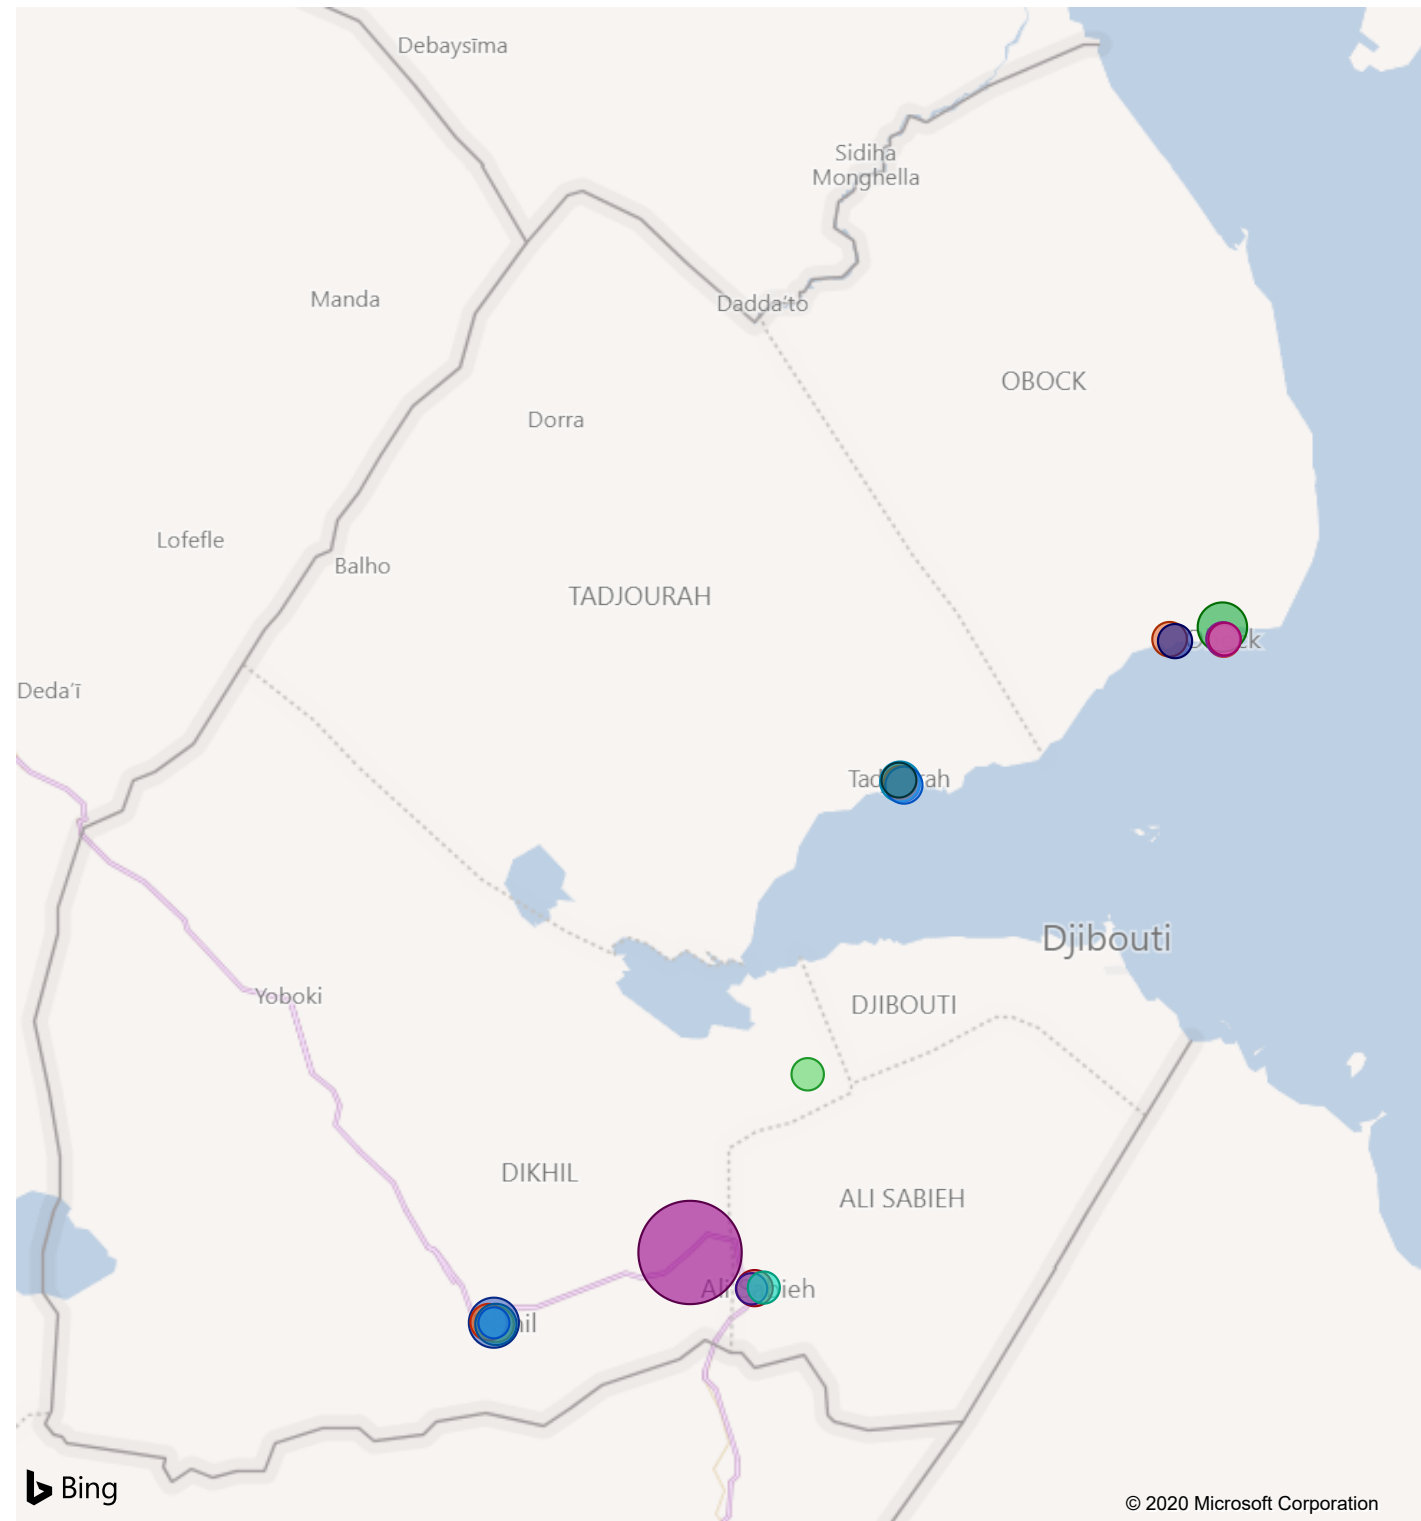 Debaysīma
Sidiha
Monghella
Manda
Dadda‘to
OBOCK
Dorra
Lofefle
Balho
TADJOURAH
Deda‘ī
Djibouti
Yoboki
DJIBOUTI
DIKHIL
ALI SABIEH
Bing
© 2020 Microsoft Corporation